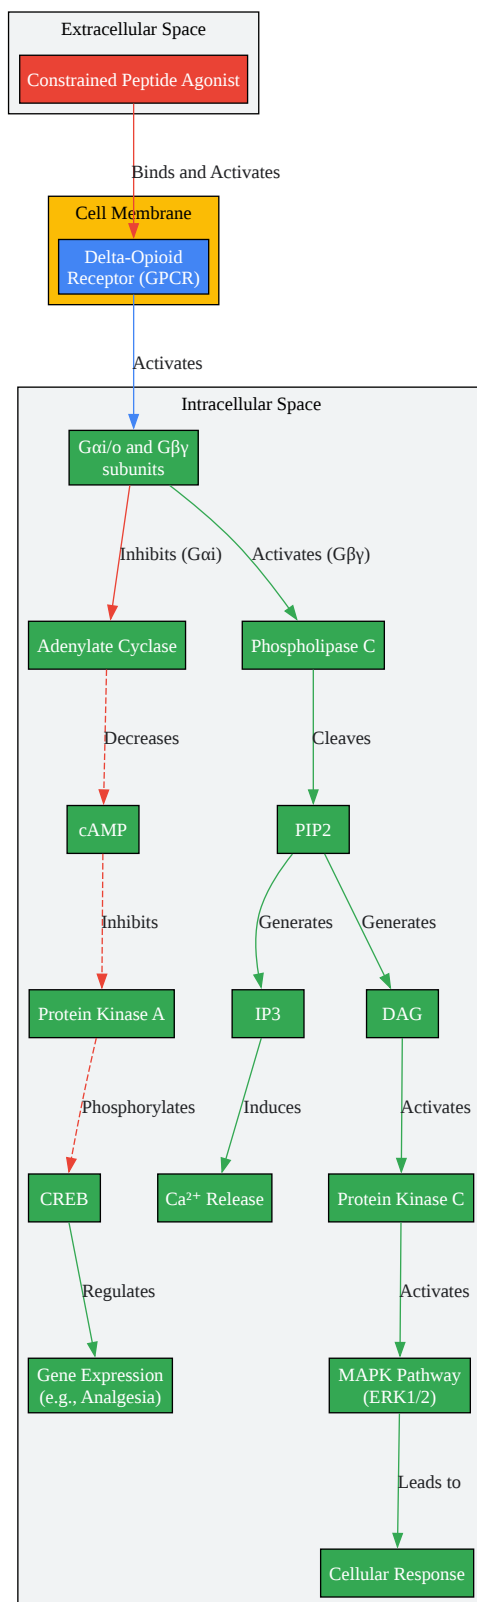 Extracellular Space
Constrained Peptide Agonist
Binds and Activates
Cell Membrane
Delta-Opioid
Receptor (GPCR)
Activates
Intracellular Space
Gαi/o and Gβγ
subunits
Inhibits (Gαi)
Activates (Gβγ)
Adenylate Cyclase
Phospholipase C
Decreases
Cleaves
cAMP
PIP2
Inhibits
Generates
Generates
Protein Kinase A
IP3
DAG
Phosphorylates
Induces
Activates
CREB
Ca²⁺ Release
Protein Kinase C
Regulates
Activates
Gene Expression
(e.g., Analgesia)
MAPK Pathway
(ERK1/2)
Leads to
Cellular Response